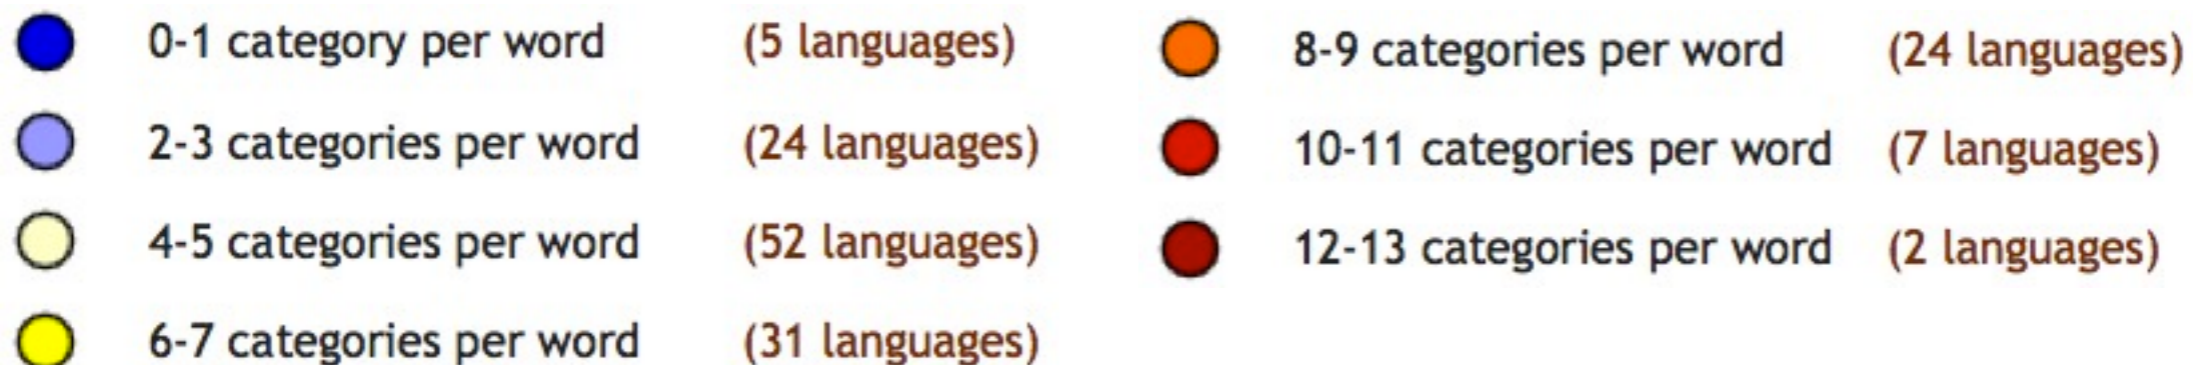 0-1 category per word (5 languages)
2-3 categories per word (24 languages)
4-5 categories per word (52 languages)
6-7 categories per word (31 languages)
8-9 categories per word (24 languages)
10-11 categories per word (7 languages)
12-13 categories per word (2 languages)